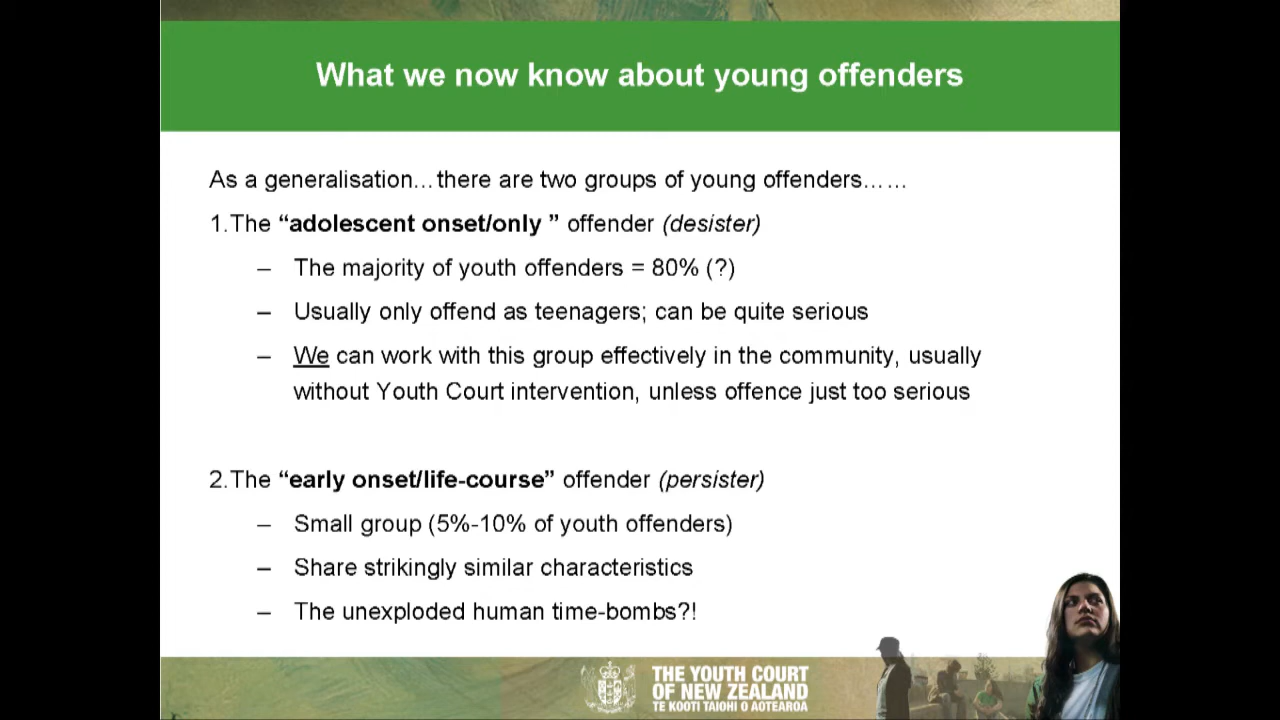 What we now know about young offenders
As a generalisation…there are two groups of young offenders……
1.The “adolescent onset/only ” offender (desister)
– The majority of youth offenders = 80% (?)
– Usually only offend as teenagers; can be quite serious
– We can work with this group effectively in the community, usually
without Youth Court intervention, unless offence just too serious
2.The “early onset/life-course” offender (persister)
– Small group (5%-10% of youth offenders)
– Share strikingly similar characteristics
– The unexploded human time-bombs?!
THE YOUTH COURT
OF NEW ZEALAND
TE KOOTI TAIOHI O AOTEAROA